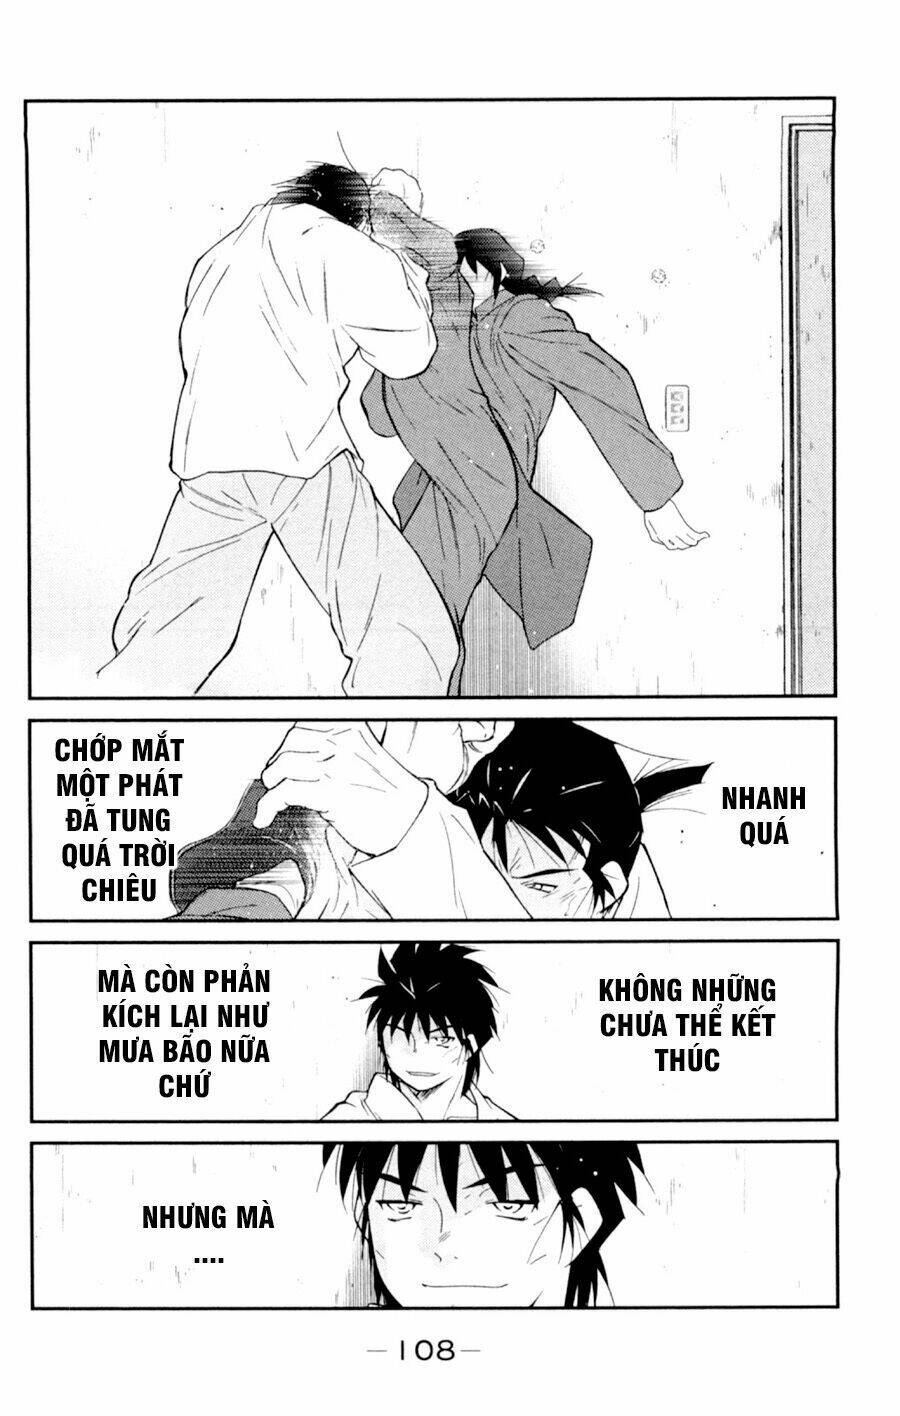 NHANH
QUÁ
CHỚP MẮT
MỘT PHÁT
ĐÃ TUNG
QUÁ TRỜI
CHIÊU
KHÔNG NHỮNG
CHƯA THỂ KẾT
THÚC
MÀ CÒN PHẢN
KÍCH LẠI NHƯ
MƯA BÃO NỮA
CHỨ
NHƯNG MÀ
....
—108—